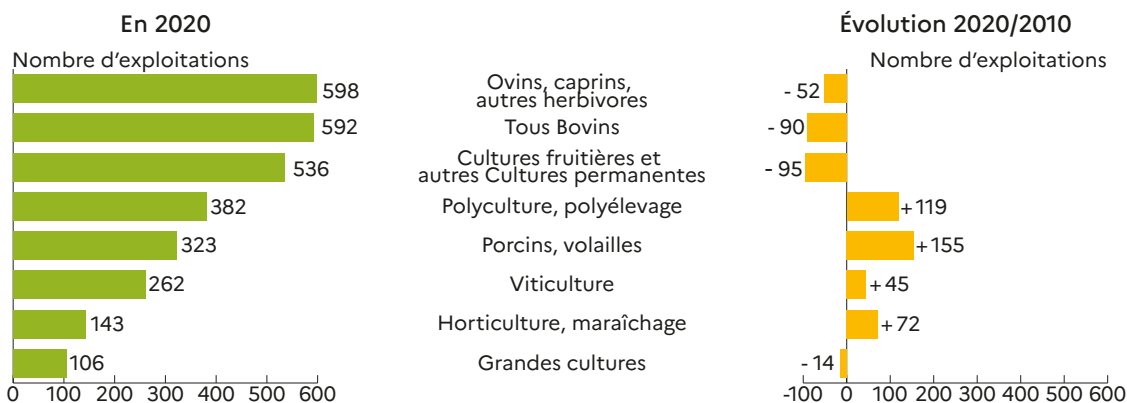 En 2020
Évolution 2020/2010
Nombre d’exploitations
Nombre d’exploitations
598
Ovins, caprins,
autres herbivores
- 52
592
Tous Bovins
- 90
536
Cultures fruitières et
autres Cultures permanentes
- 95
382
Polyculture, polyélevage
+ 119
323
Porcins, volailles
+ 155
262
Viticulture
+ 45
143
Horticulture, maraîchage
+ 72
106
Grandes cultures
- 14
0 100 200 300 400 500 600
-100 0 100 200 300 400 500 600